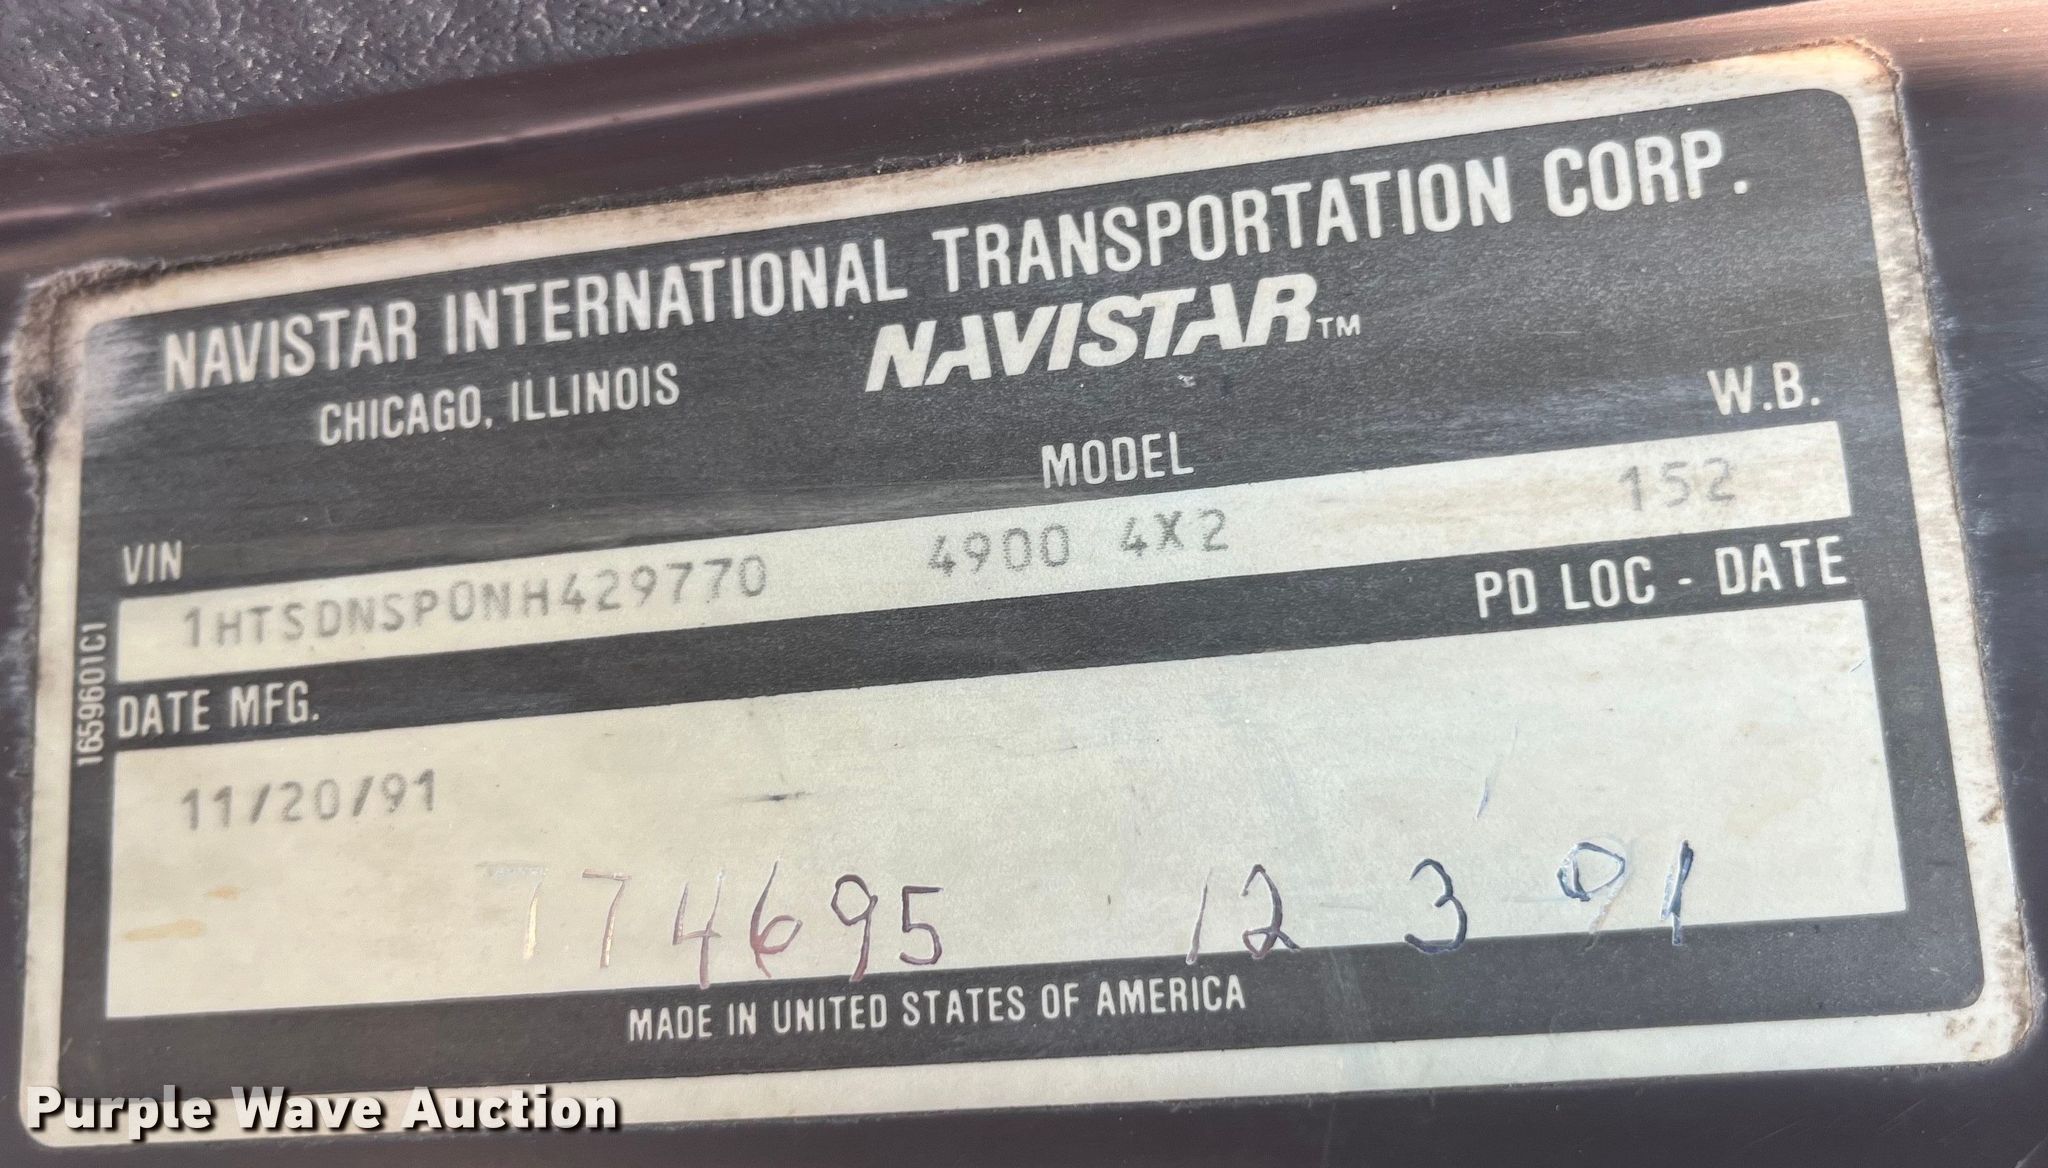 NAVISTAR INTERNATIONAL TRANSPORTATION CORP.
CHICAGO, ILLINOIS NAVISTAR™
VIN MODEL W.B.
1HTSDNSP0NH429770 4900 4X2 152
DATE MFG. PD LOC - DATE
11/20/91
774695 12 3 91
MADE IN UNITED STATES OF AMERICA
1659601C1
Purple Wave Auction